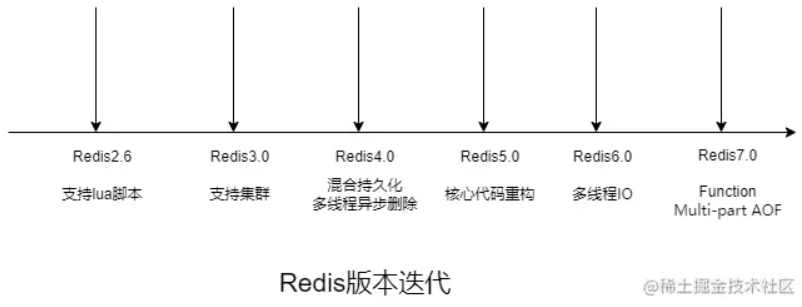 Redis2.6
支持lua脚本
Redis3.0
支持集群
Redis4.0
混合持久化
多线程异步删除
Redis5.0
核心代码重构
Redis6.0
多线程IO
Redis7.0
Function
Multi-part AOF
Redis版本迭代
@稀土掘金技术社区